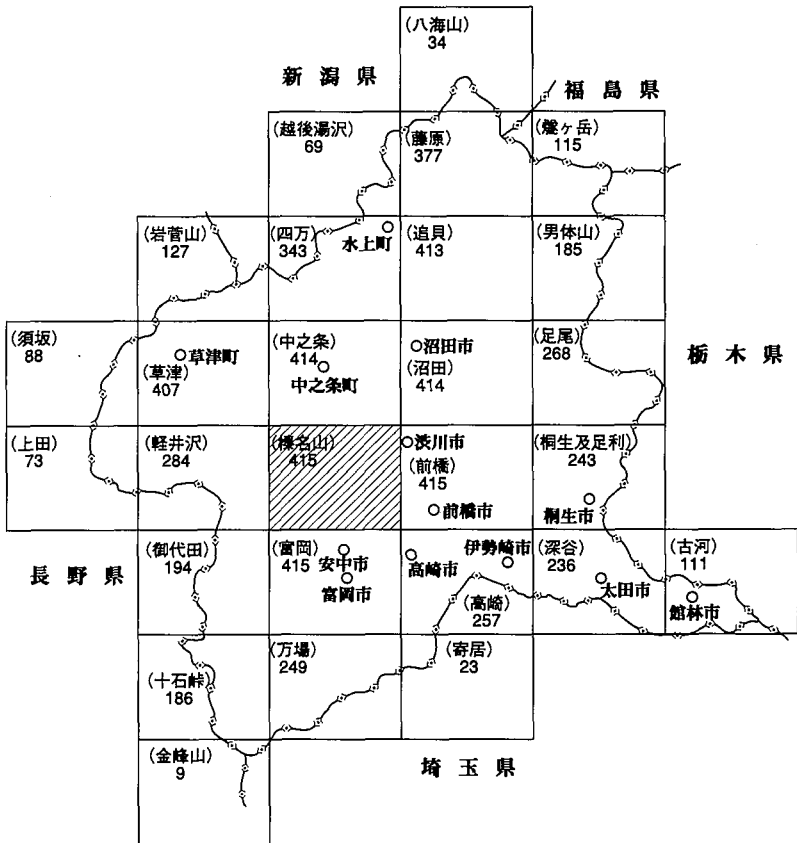 (八海山)
34
新潟県
福島県
(越後湯沢)
69
(藤原)
377
(燧ヶ岳)
115
(岩菅山)
127
(四万)
343
水上町
(追貝)
413
(男体山)
185
(須坂)
88
草津町
(草津)
407
(中之条)
414
中之条町
沼田市
(沼田)
414
(足尾)
268
栃木県
(上田)
73
(軽井沢)
284
(榛名山)
415
渋川市
(前橋)
415
前橋市
(桐生及足利)
243
桐生市
長野県
(御代田)
194
(富岡)
415
安中市
富岡市
高崎市
伊勢崎市
(高崎)
257
(深谷)
236
太田市
(古河)
111
館林市
(十石峠)
186
(万場)
249
(寄居)
23
(金峰山)
9
埼玉県